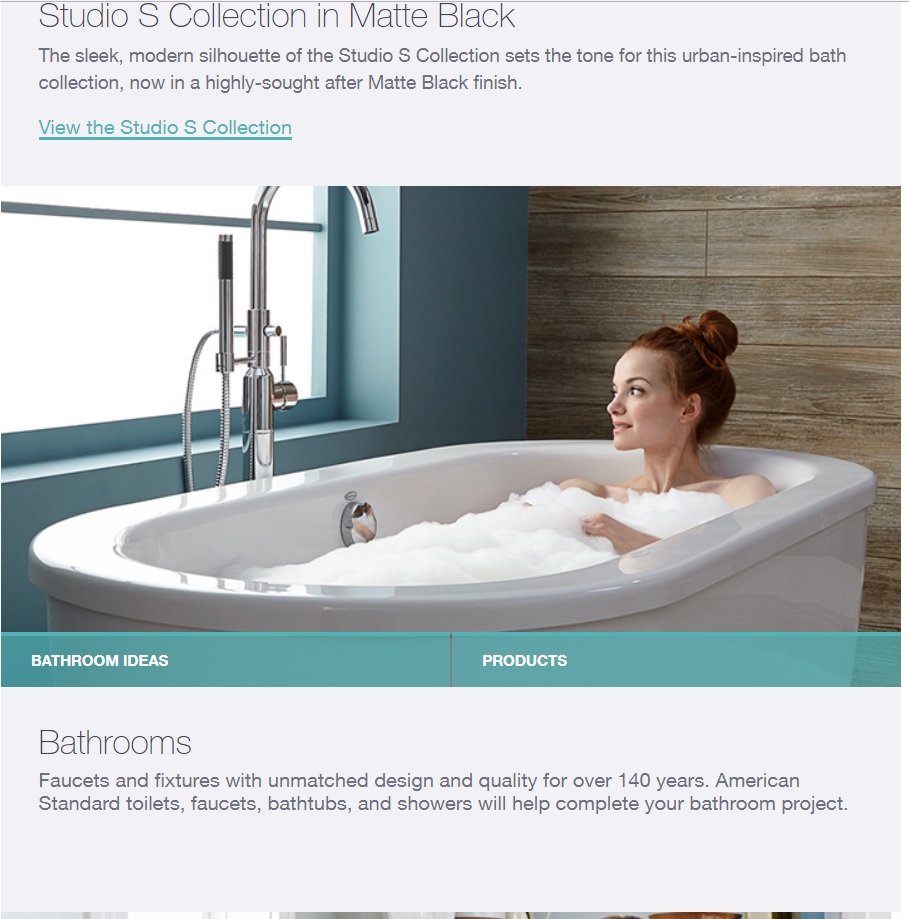 Studio S Collection in Matte Black
The sleek, modern silhouette of the Studio S Collection sets the tone for this urban-inspired bath
collection, now in a highly-sought after Matte Black finish.
View the Studio S Collection
BATHROOM IDEAS
PRODUCTS
Bathrooms
Faucets and fixtures with unmatched design and quality for over 140 years. American
Standard toilets, faucets, bathtubs, and showers will help complete your bathroom project.